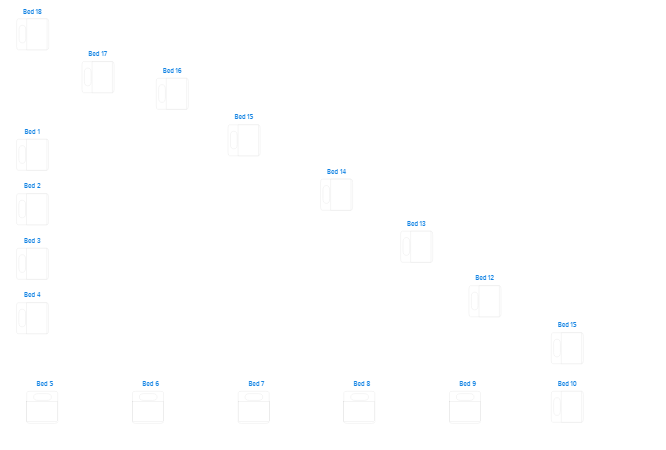 Bed 18
Bed 17
Bed 16
Bed 15
Bed 1
Bed 14
Bed 2
Bed 13
Bed 3
Bed 12
Bed 4
Bed 15
Bed 5
Bed 6
Bed 7
Bed 8
Bed 9
Bed 10